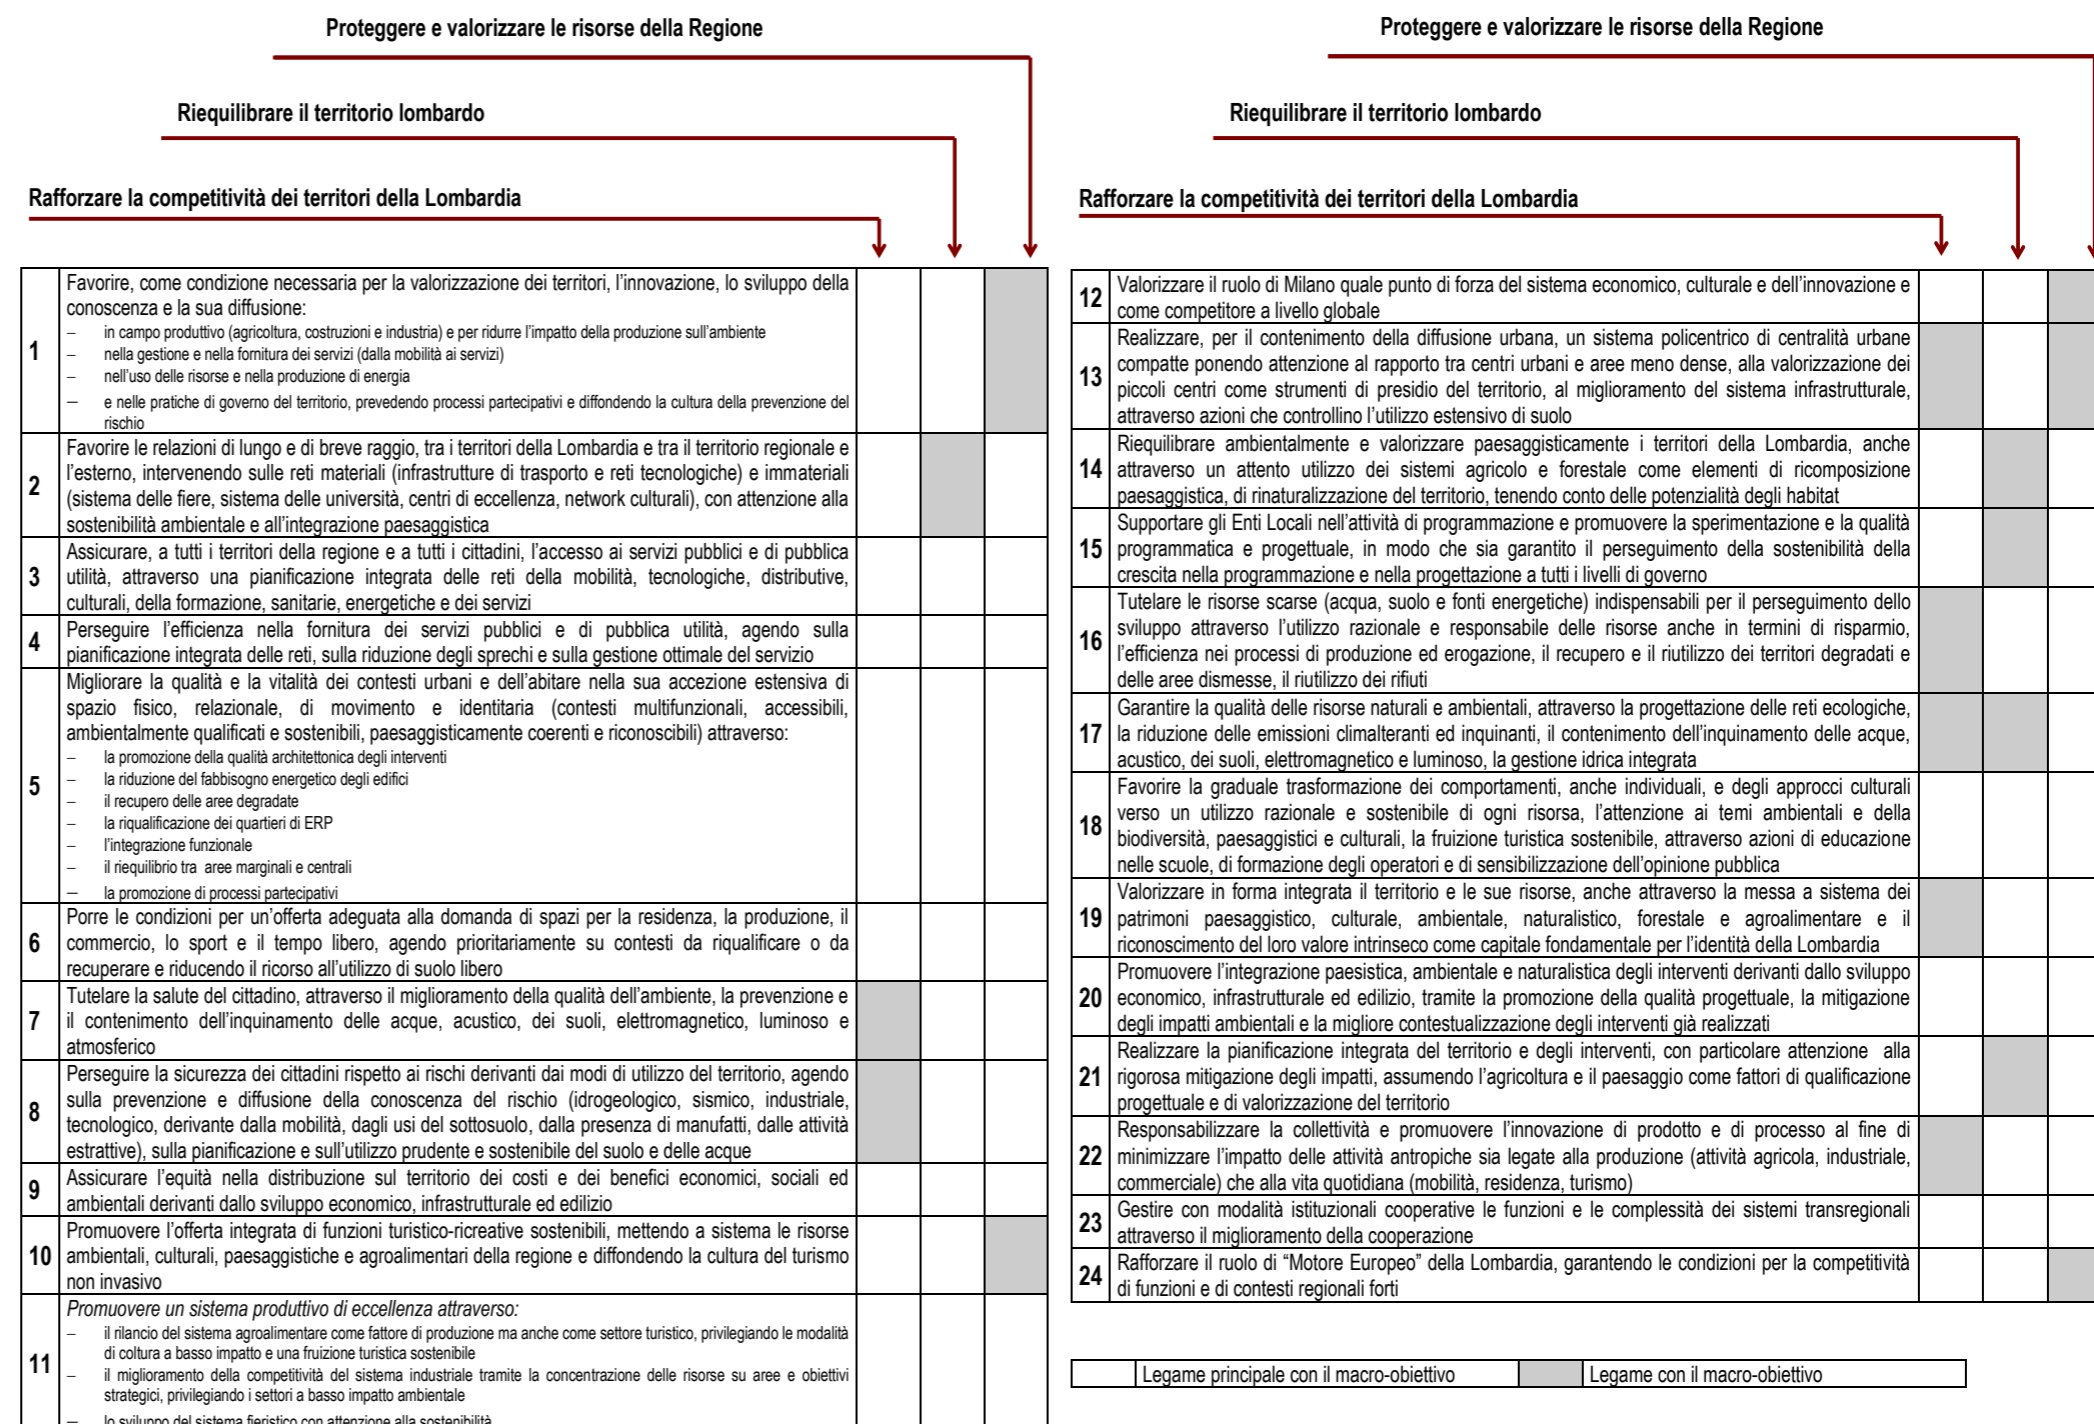 Proteggere e valorizzare le risorse della Regione
Riequilibrare il territorio lombardo
Rafforzare la competitività dei territori della Lombardia
1
Favorire, come condizione necessaria per la valorizzazione dei territori, l'innovazione, lo sviluppo della
conoscenza e la sua diffusione:
– in campo produttivo (agricoltura, costruzioni e industria) e per ridurre l'impatto della produzione sull'ambiente
– nella gestione e nella fornitura dei servizi (dalla mobilità ai servizi)
– nell'uso delle risorse e nella produzione di energia
– e nelle pratiche di governo del territorio, prevedendo processi partecipativi e diffondendo la cultura della prevenzione del
rischio
2
Favorire le relazioni di lungo e di breve raggio, tra i territori della Lombardia e tra il territorio regionale e
l'esterno, intervenendo sulle reti materiali (infrastrutture di trasporto e reti tecnologiche) e immateriali
(sistema delle fiere, sistema delle università, centri di eccellenza, network culturali), con attenzione alla
sostenibilità ambientale e all'integrazione paesaggistica
3
Assicurare, a tutti i territori della regione e a tutti i cittadini, l'accesso ai servizi pubblici e di pubblica
utilità, attraverso una pianificazione integrata delle reti della mobilità, tecnologiche, distributive,
culturali, della formazione, sanitarie, energetiche e dei servizi
4
Perseguire l'efficienza nella fornitura dei servizi pubblici e di pubblica utilità, agendo sulla
pianificazione integrata delle reti, sulla riduzione degli sprechi e sulla gestione ottimale del servizio
5
Migliorare la qualità e la vitalità dei contesti urbani e dell'abitare nella sua accezione estensiva di
spazio fisico, relazionale, di movimento e identitaria (contesti multifunzionali, accessibili,
ambientalmente qualificati e sostenibili, paesaggisticamente coerenti e riconoscibili) attraverso:
– la promozione della qualità architettonica degli interventi
– la riduzione del fabbisogno energetico degli edifici
– il recupero delle aree degradate
– la riqualificazione dei quartieri di ERP
– l'integrazione funzionale
– il riequilibrio tra aree marginali e centrali
– la promozione di processi partecipativi
6
Porre le condizioni per un'offerta adeguata alla domanda di spazi per la residenza, la produzione, il
commercio, lo sport e il tempo libero, agendo prioritariamente su contesti da riqualificare o da
recuperare e riducendo il ricorso all'utilizzo di suolo libero
7
Tutelare la salute del cittadino, attraverso il miglioramento della qualità dell'ambiente, la prevenzione e
il contenimento dell'inquinamento delle acque, acustico, dei suoli, elettromagnetico, luminoso e
atmosferico
8
Perseguire la sicurezza dei cittadini rispetto ai rischi derivanti dai modi di utilizzo del territorio, agendo
sulla prevenzione e diffusione della conoscenza del rischio (idrogeologico, sismico, industriale,
tecnologico, derivante dalla mobilità, dagli usi del sottosuolo, dalla presenza di manufatti, dalle attività
estrattive), sulla pianificazione e sull'utilizzo prudente e sostenibile del suolo e delle acque
9
Assicurare l'equità nella distribuzione sul territorio dei costi e dei benefici economici, sociali ed
ambientali derivanti dallo sviluppo economico, infrastrutturale ed edilizio
10
Promuovere l'offerta integrata di funzioni turistico-ricreative sostenibili, mettendo a sistema le risorse
ambientali, culturali, paesaggistiche e agroalimentari della regione e diffondendo la cultura del turismo
non invasivo
11
Promuovere un sistema produttivo di eccellenza attraverso:
– il rilancio del sistema agroalimentare come fattore di produzione ma anche come settore turistico, privilegiando le modalità
di coltura a basso impatto e una fruizione turistica sostenibile
– il miglioramento della competitività del sistema industriale tramite la concentrazione delle risorse su aree e obiettivi
strategici, privilegiando i settori a basso impatto ambientale
– lo sviluppo del sistema fieristico con attenzione alla sostenibilità
Proteggere e valorizzare le risorse della Regione
Riequilibrare il territorio lombardo
Rafforzare la competitività dei territori della Lombardia
12
Valorizzare il ruolo di Milano quale punto di forza del sistema economico, culturale e dell'innovazione e
come competitore a livello globale
13
Realizzare, per il contenimento della diffusione urbana, un sistema policentrico di centralità urbane
compatte ponendo attenzione al rapporto tra centri urbani e aree meno dense, alla valorizzazione dei
piccoli centri come strumenti di presidio del territorio, al miglioramento del sistema infrastrutturale,
attraverso azioni che controllino l'utilizzo estensivo di suolo
14
Riequilibrare ambientalmente e valorizzare paesaggisticamente i territori della Lombardia, anche
attraverso un attento utilizzo dei sistemi agricolo e forestale come elementi di ricomposizione
paesaggistica, di rinaturalizzazione del territorio, tenendo conto delle potenzialità degli habitat
15
Supportare gli Enti Locali nell'attività di programmazione e promuovere la sperimentazione e la qualità
programmatica e progettuale, in modo che sia garantito il perseguimento della sostenibilità della
crescita nella programmazione e nella progettazione a tutti i livelli di governo
16
Tutelare le risorse scarse (acqua, suolo e fonti energetiche) indispensabili per il perseguimento dello
sviluppo attraverso l'utilizzo razionale e responsabile delle risorse anche in termini di risparmio,
l'efficienza nei processi di produzione ed erogazione, il recupero e il riutilizzo dei territori degradati e
delle aree dismesse, il riutilizzo dei rifiuti
17
Garantire la qualità delle risorse naturali e ambientali, attraverso la progettazione delle reti ecologiche,
la riduzione delle emissioni climalteranti ed inquinanti, il contenimento dell'inquinamento delle acque,
acustico, dei suoli, elettromagnetico e luminoso, la gestione idrica integrata
18
Favorire la graduale trasformazione dei comportamenti, anche individuali, e degli approcci culturali
verso un utilizzo razionale e sostenibile di ogni risorsa, l'attenzione ai temi ambientali e della
biodiversità, paesaggistici e culturali, la fruizione turistica sostenibile, attraverso azioni di educazione
nelle scuole, di formazione degli operatori e di sensibilizzazione dell'opinione pubblica
19
Valorizzare in forma integrata il territorio e le sue risorse, anche attraverso la messa a sistema dei
patrimoni paesaggistico, culturale, ambientale, naturalistico, forestale e agroalimentare e il
riconoscimento del loro valore intrinseco come capitale fondamentale per l'identità della Lombardia
20
Promuovere l'integrazione paesistica, ambientale e naturalistica degli interventi derivanti dallo sviluppo
economico, infrastrutturale ed edilizio, tramite la promozione della qualità progettuale, la mitigazione
degli impatti ambientali e la migliore contestualizzazione degli interventi già realizzati
21
Realizzare la pianificazione integrata del territorio e degli interventi, con particolare attenzione alla
rigorosa mitigazione degli impatti, assumendo l'agricoltura e il paesaggio come fattori di qualificazione
progettuale e di valorizzazione del territorio
22
Responsabilizzare la collettività e promuovere l'innovazione di prodotto e di processo al fine di
minimizzare l'impatto delle attività antropiche sia legate alla produzione (attività agricola, industriale,
commerciale) che alla vita quotidiana (mobilità, residenza, turismo)
23
Gestire con modalità istituzionali cooperative le funzioni e le complessità dei sistemi transregionali
attraverso il miglioramento della cooperazione
24
Rafforzare il ruolo di “Motore Europeo” della Lombardia, garantendo le condizioni per la competitività
di funzioni e di contesti regionali forti
Legame principale con il macro-obiettivo
Legame con il macro-obiettivo